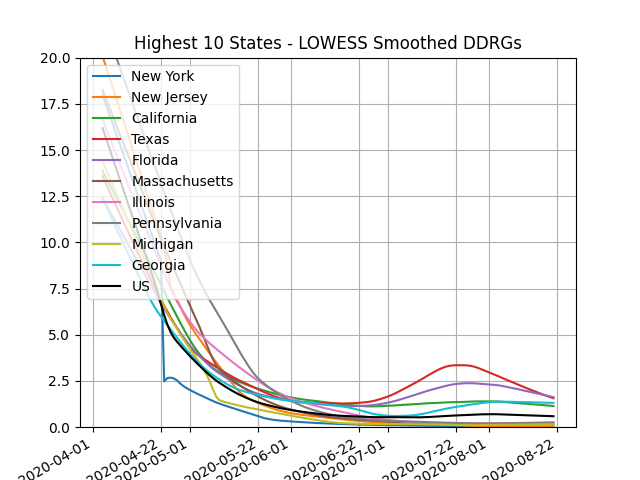 Highest 10 States - LOWESS Smoothed DDRGs
20.0
17.5
15.0
12.5
10.0
7.5
5.0
2.5
0.0
New York
New Jersey
California
Texas
Florida
Massachusetts
Illinois
Pennsylvania
Michigan
Georgia
US
2020-04-01
2020-04-22
2020-05-01
2020-05-22
2020-06-01
2020-06-22
2020-07-01
2020-07-22
2020-08-01
2020-08-22